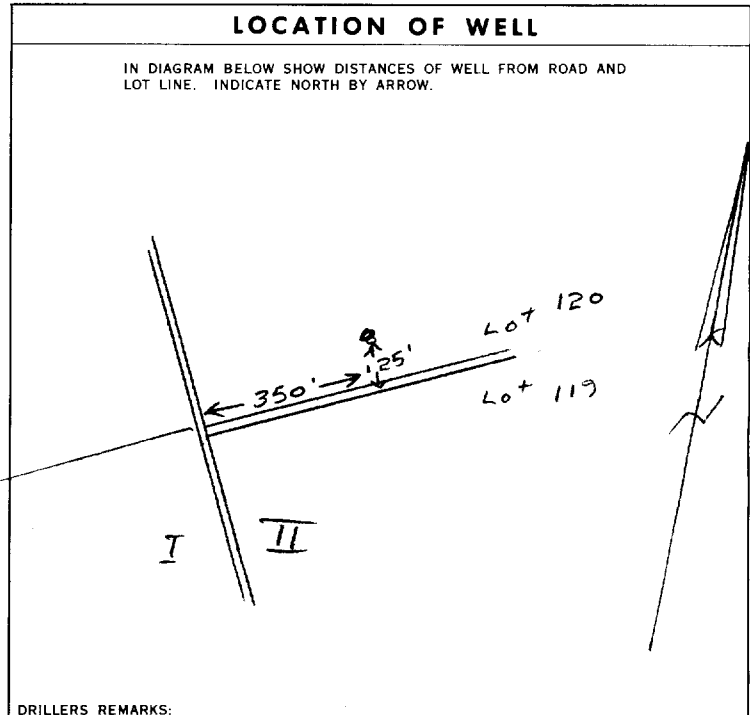 LOCATION OF WELL
IN DIAGRAM BELOW SHOW DISTANCES OF WELL FROM ROAD AND
LOT LINE. INDICATE NORTH BY ARROW.
Lot 120
25'
350'
Lot 119
I II
N
DRILLERS REMARKS: